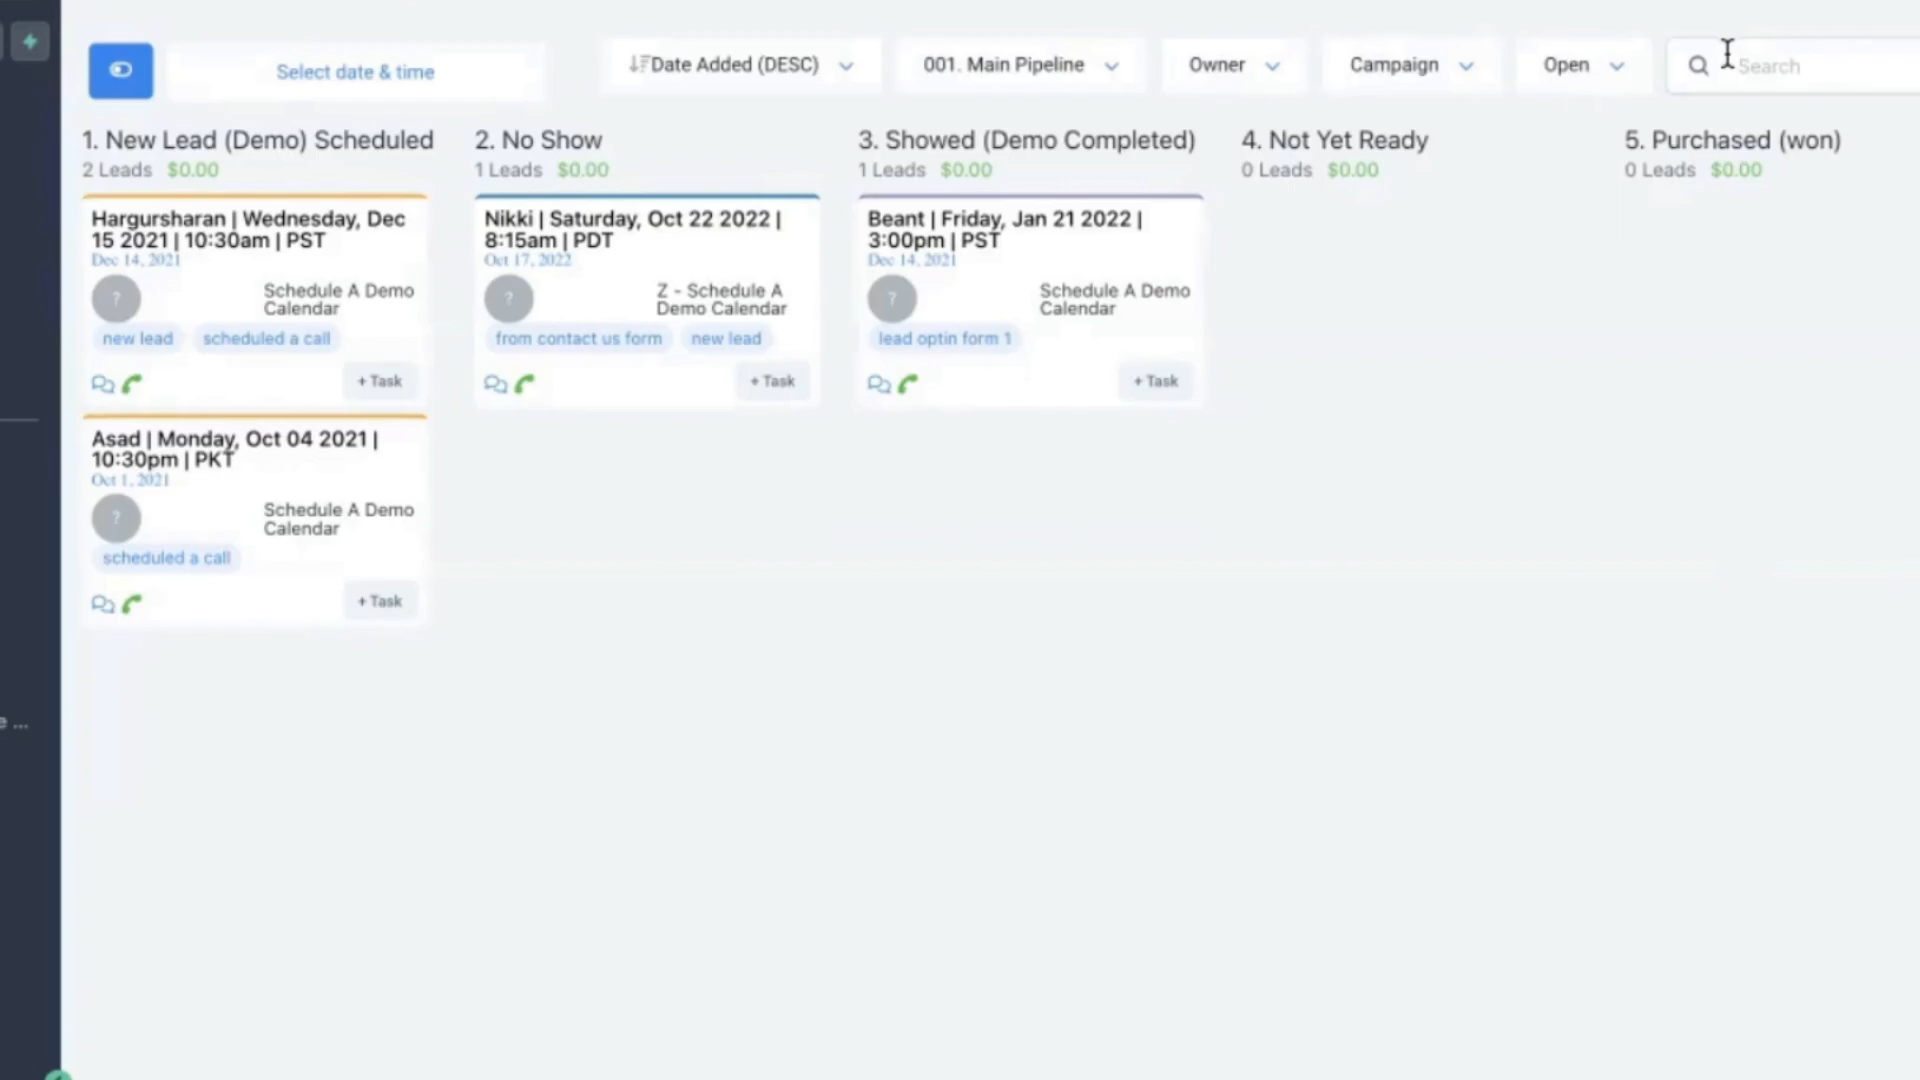 Select date & time
Date Added (DESC)
001. Main Pipeline
Owner
Campaign
Open
Search
1. New Lead (Demo) Scheduled
2 Leads $0.00
Hargursharan | Wednesday, Dec
15 2021 | 10:30am | PST
Dec 14, 2021
?
Schedule A Demo
Calendar
new lead scheduled a call
+ Task
Asad | Monday, Oct 04 2021 |
10:30pm | PKT
Oct 1, 2021
?
Schedule A Demo
Calendar
scheduled a call
+ Task
2. No Show
1 Leads $0.00
Nikki | Saturday, Oct 22 2022 |
8:15am | PDT
Oct 17, 2022
?
Z - Schedule A
Demo Calendar
from contact us form new lead
+ Task
3. Showed (Demo Completed)
1 Leads $0.00
Beant | Friday, Jan 21 2022 |
3:00pm | PST
Dec 14, 2021
?
Schedule A Demo
Calendar
lead optin form 1
+ Task
4. Not Yet Ready
0 Leads $0.00
5. Purchased (won)
0 Leads $0.00
e ...